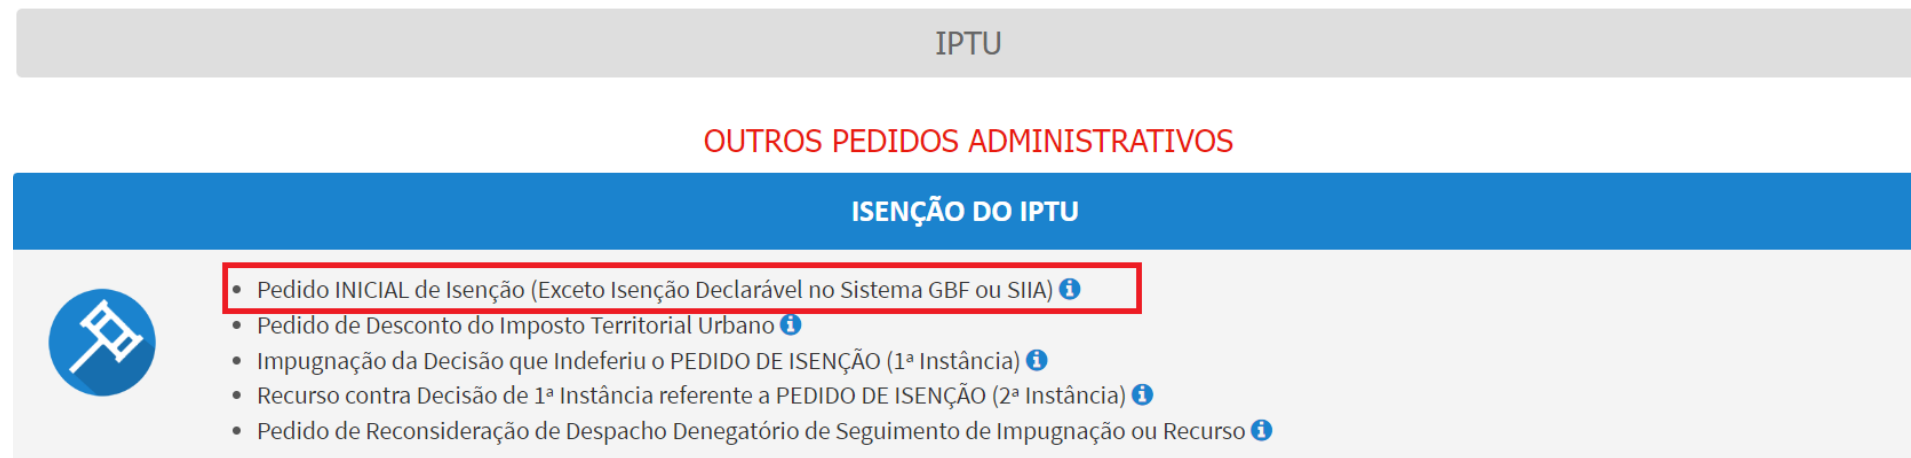 IPTU
OUTROS PEDIDOS ADMINISTRATIVOS
ISENÇÃO DO IPTU
• Pedido INICIAL de Isenção (Exceto Isenção Declarável no Sistema GBF ou SIIA)
• Pedido de Desconto do Imposto Territorial Urbano
• Impugnação da Decisão que Indeferiu o PEDIDO DE ISENÇÃO (1ª Instância)
• Recurso contra Decisão de 1ª Instância referente a PEDIDO DE ISENÇÃO (2ª Instância)
• Pedido de Reconsideração de Despacho Denegatório de Seguimento de Impugnação ou Recurso